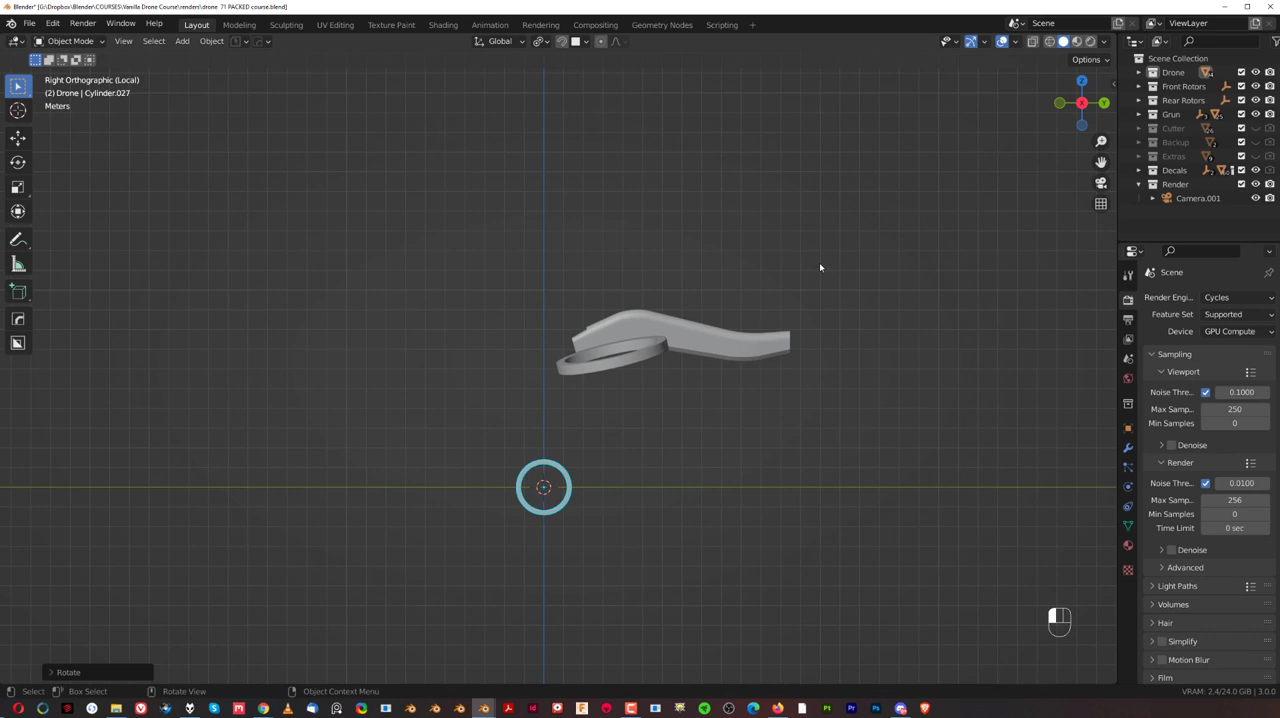 Blender* [G:\Dropbox\Blender\COURSES\Vanilla Drone Course\renders\drone_71 PACKED course.blend]
File Edit Render Window Help Layout Modeling Sculpting UV Editing Texture Paint Shading Animation Rendering Compositing Geometry Nodes Scripting + Scene ViewLayer
Object Mode View Select Add Object Global
Options
Right Orthographic (Local)
(2) Drone | Cylinder.027
Meters
Z
X
Y
Scene Collection
Drone
Front Rotors
Rear Rotors
Grun
Cutter
Backup
Extras
Decals
Render
Camera.001
Scene
Render Engi.. Cycles
Feature Set Supported
Device GPU Compute
Sampling
Viewport
Noise Thre.. 0.1000
Max Samp.. 250
Min Samples 0
Denoise
Render
Noise Thre.. 0.0100
Max Samp.. 256
Min Samples 0
Time Limit 0 sec
Denoise
Advanced
Light Paths
Volumes
Hair
Simplify
Motion Blur
Film
Rotate
Select Box Select Rotate View Object Context Menu VRAM: 2.4/24.0 GiB | 3.0.0